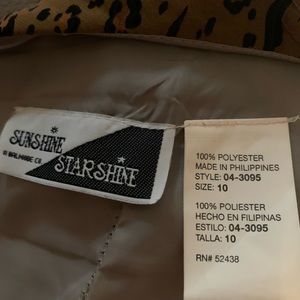 SUNSHINE
STARSHINE
100% POLYESTER
MADE IN PHILIPPINES
STYLE: 04-3095
SIZE: 10
100% POLIESTER
HECHO EN FILIPINAS
ESTILO: 04-3095
TALLA: 10
RN# 52438